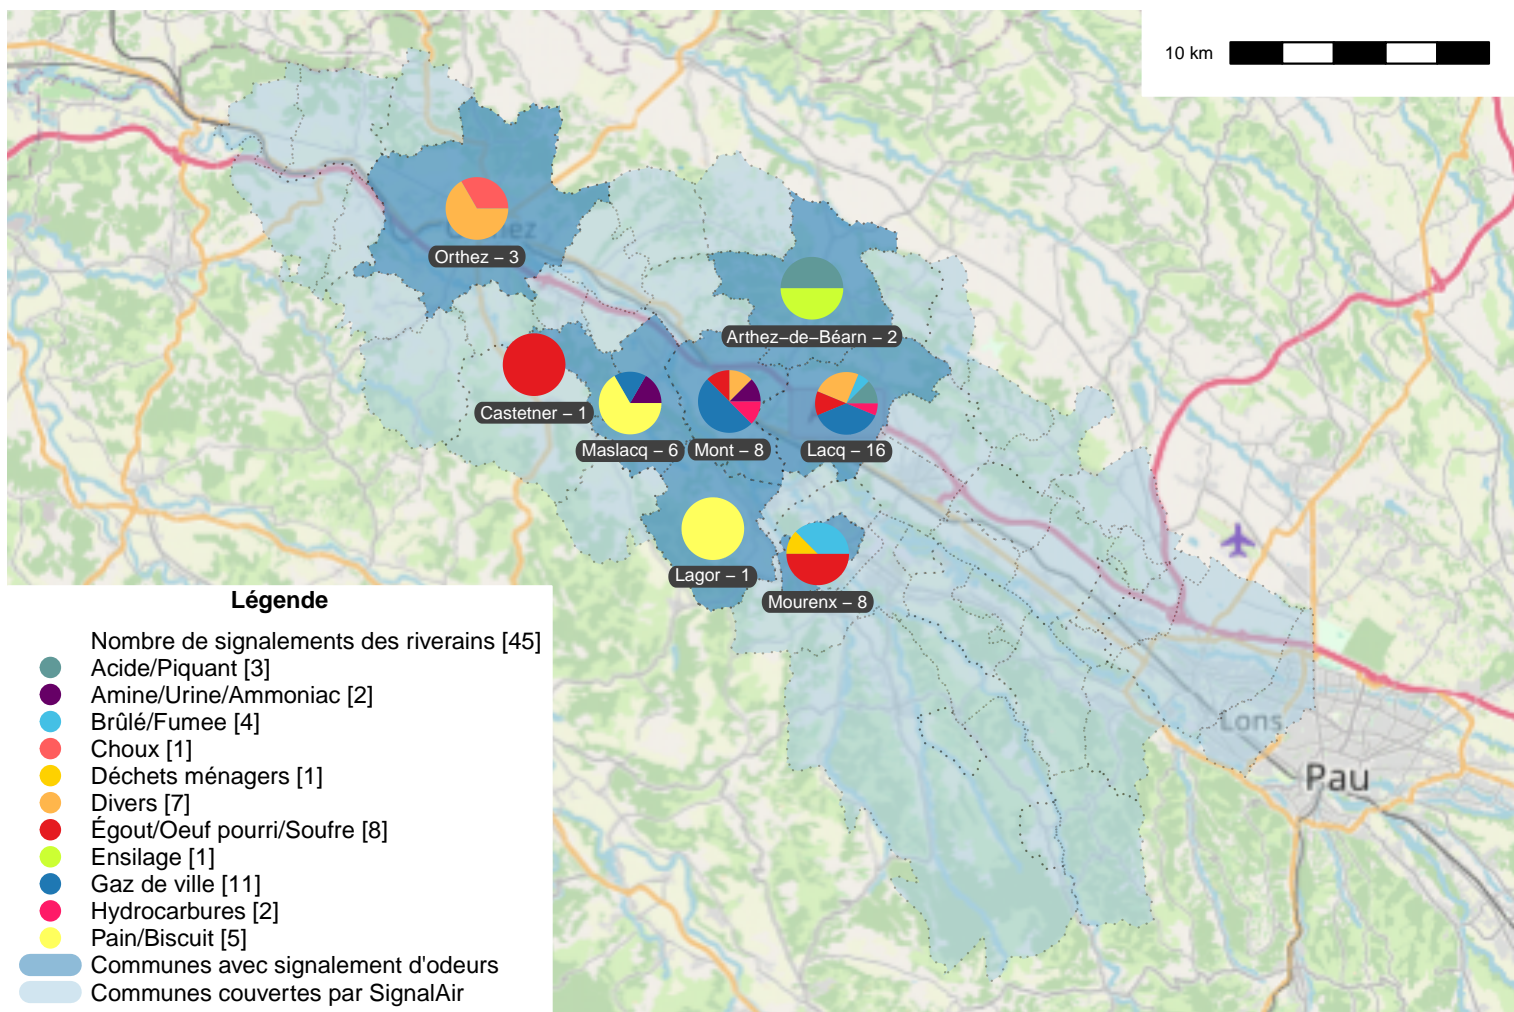 10 km
Orthez – 3
Arthez–de–Béarn – 2
Castetner – 1
Maslacq – 6
Mont – 8
Lacq – 16
Lagor – 1
Mourenx – 8
Lons
Pau
Légende
Nombre de signalements des riverains [45]
Acide/Piquant [3]
Amine/Urine/Ammoniac [2]
Brûlé/Fumee [4]
Choux [1]
Déchets ménagers [1]
Divers [7]
Égout/Oeuf pourri/Soufre [8]
Ensilage [1]
Gaz de ville [11]
Hydrocarbures [2]
Pain/Biscuit [5]
Communes avec signalement d'odeurs
Communes couvertes par SignalAir